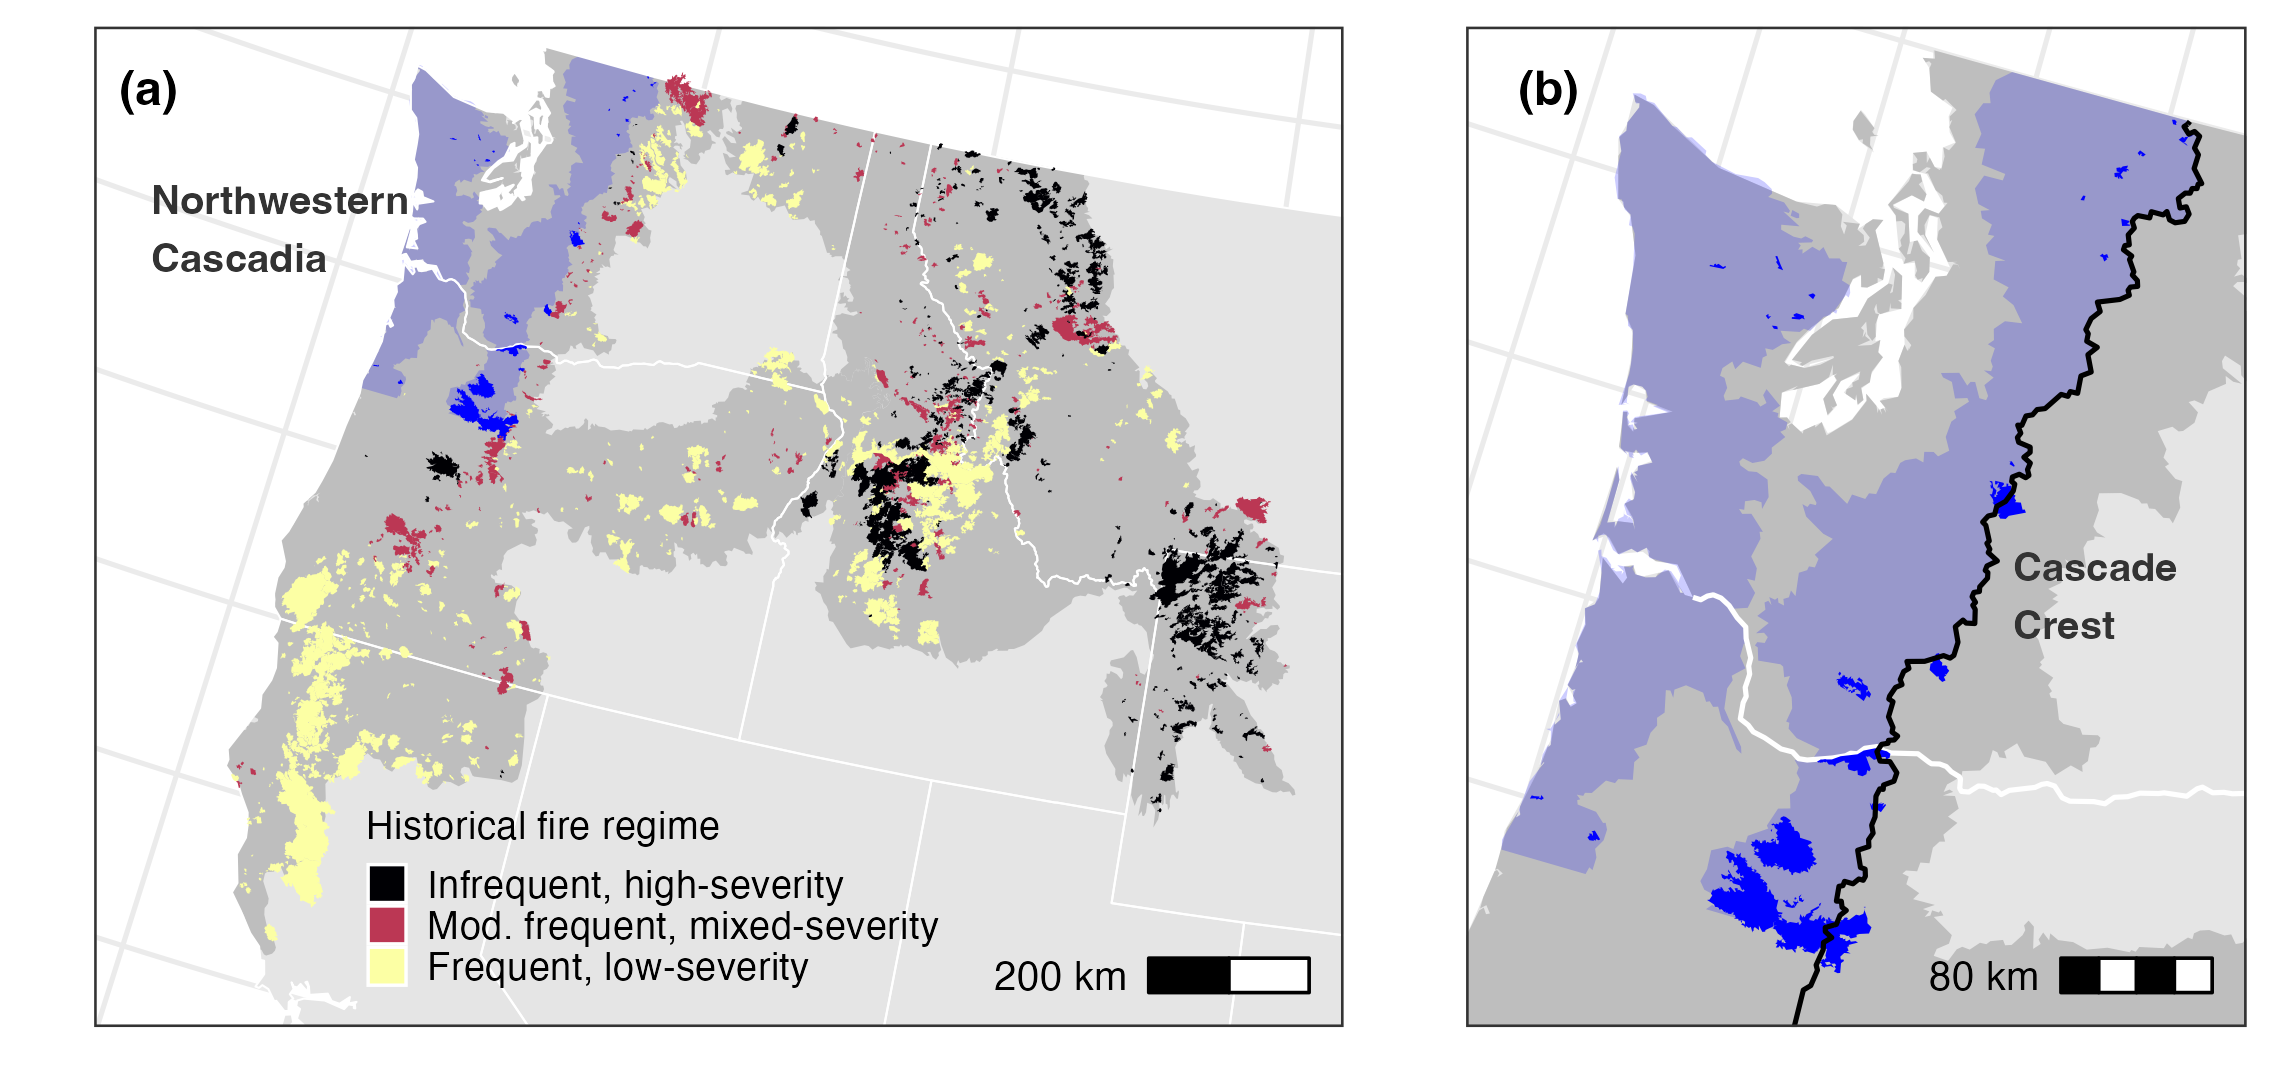 (a)
Northwestern
Cascadia
Historical fire regime
Infrequent, high-severity
Mod. frequent, mixed-severity
Frequent, low-severity
200 km
(b)
Cascade
Crest
80 km